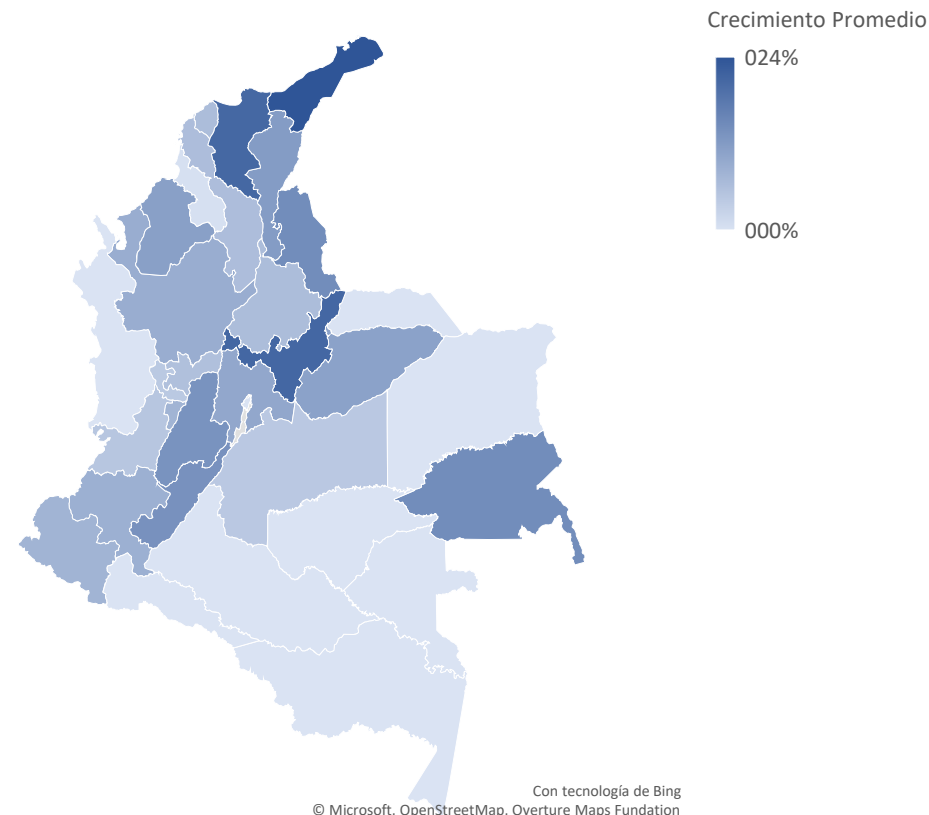 Crecimiento Promedio
024%
000%
Con tecnología de Bing
© Microsoft, OpenStreetMap, Overture Maps Fundation